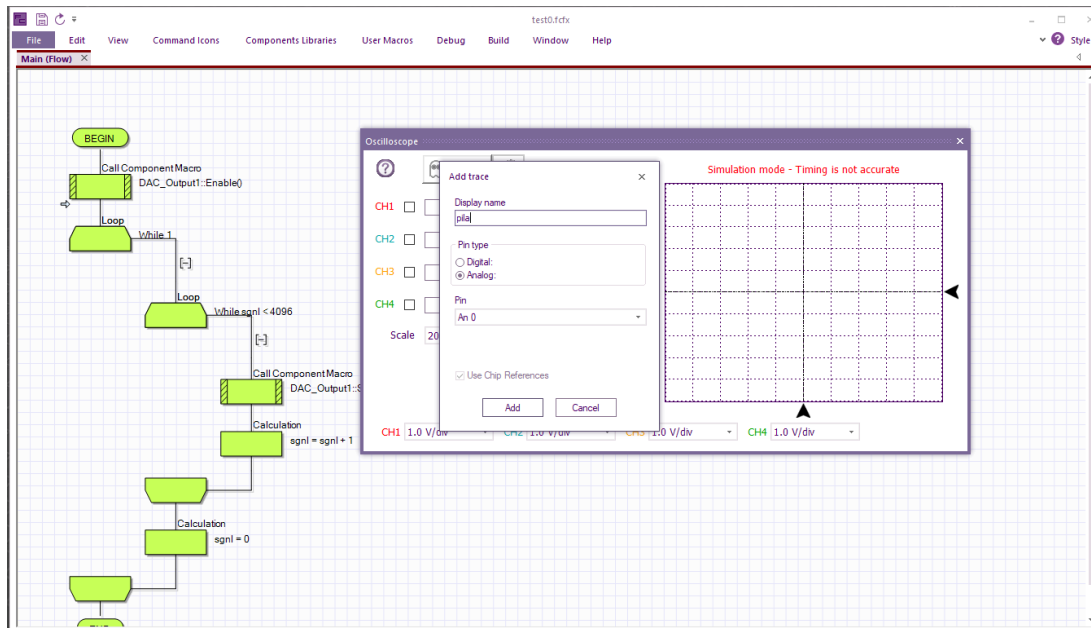 test0.fcfx
File Edit View Command Icons Components Libraries User Macros Debug Build Window Help Style
Main (Flow)
BEGIN
Call Component Macro
DAC_Output1::Enable()
Loop
While 1
[-]
Loop
While sgnl < 4096
[-]
Call Component Macro
DAC_Output1::S
Calculation
sgnl = sgnl + 1
Calculation
sgnl = 0
Oscilloscope
Simulation mode - Timing is not accurate
CH1
CH2
CH3
CH4
Scale 20
CH1 1.0 V/div CH2 1.0 V/div CH3 1.0 V/div CH4 1.0 V/div
Add trace
Display name
pila
Pin type
Digital:
Analog:
Pin
An 0
Use Chip References
Add Cancel